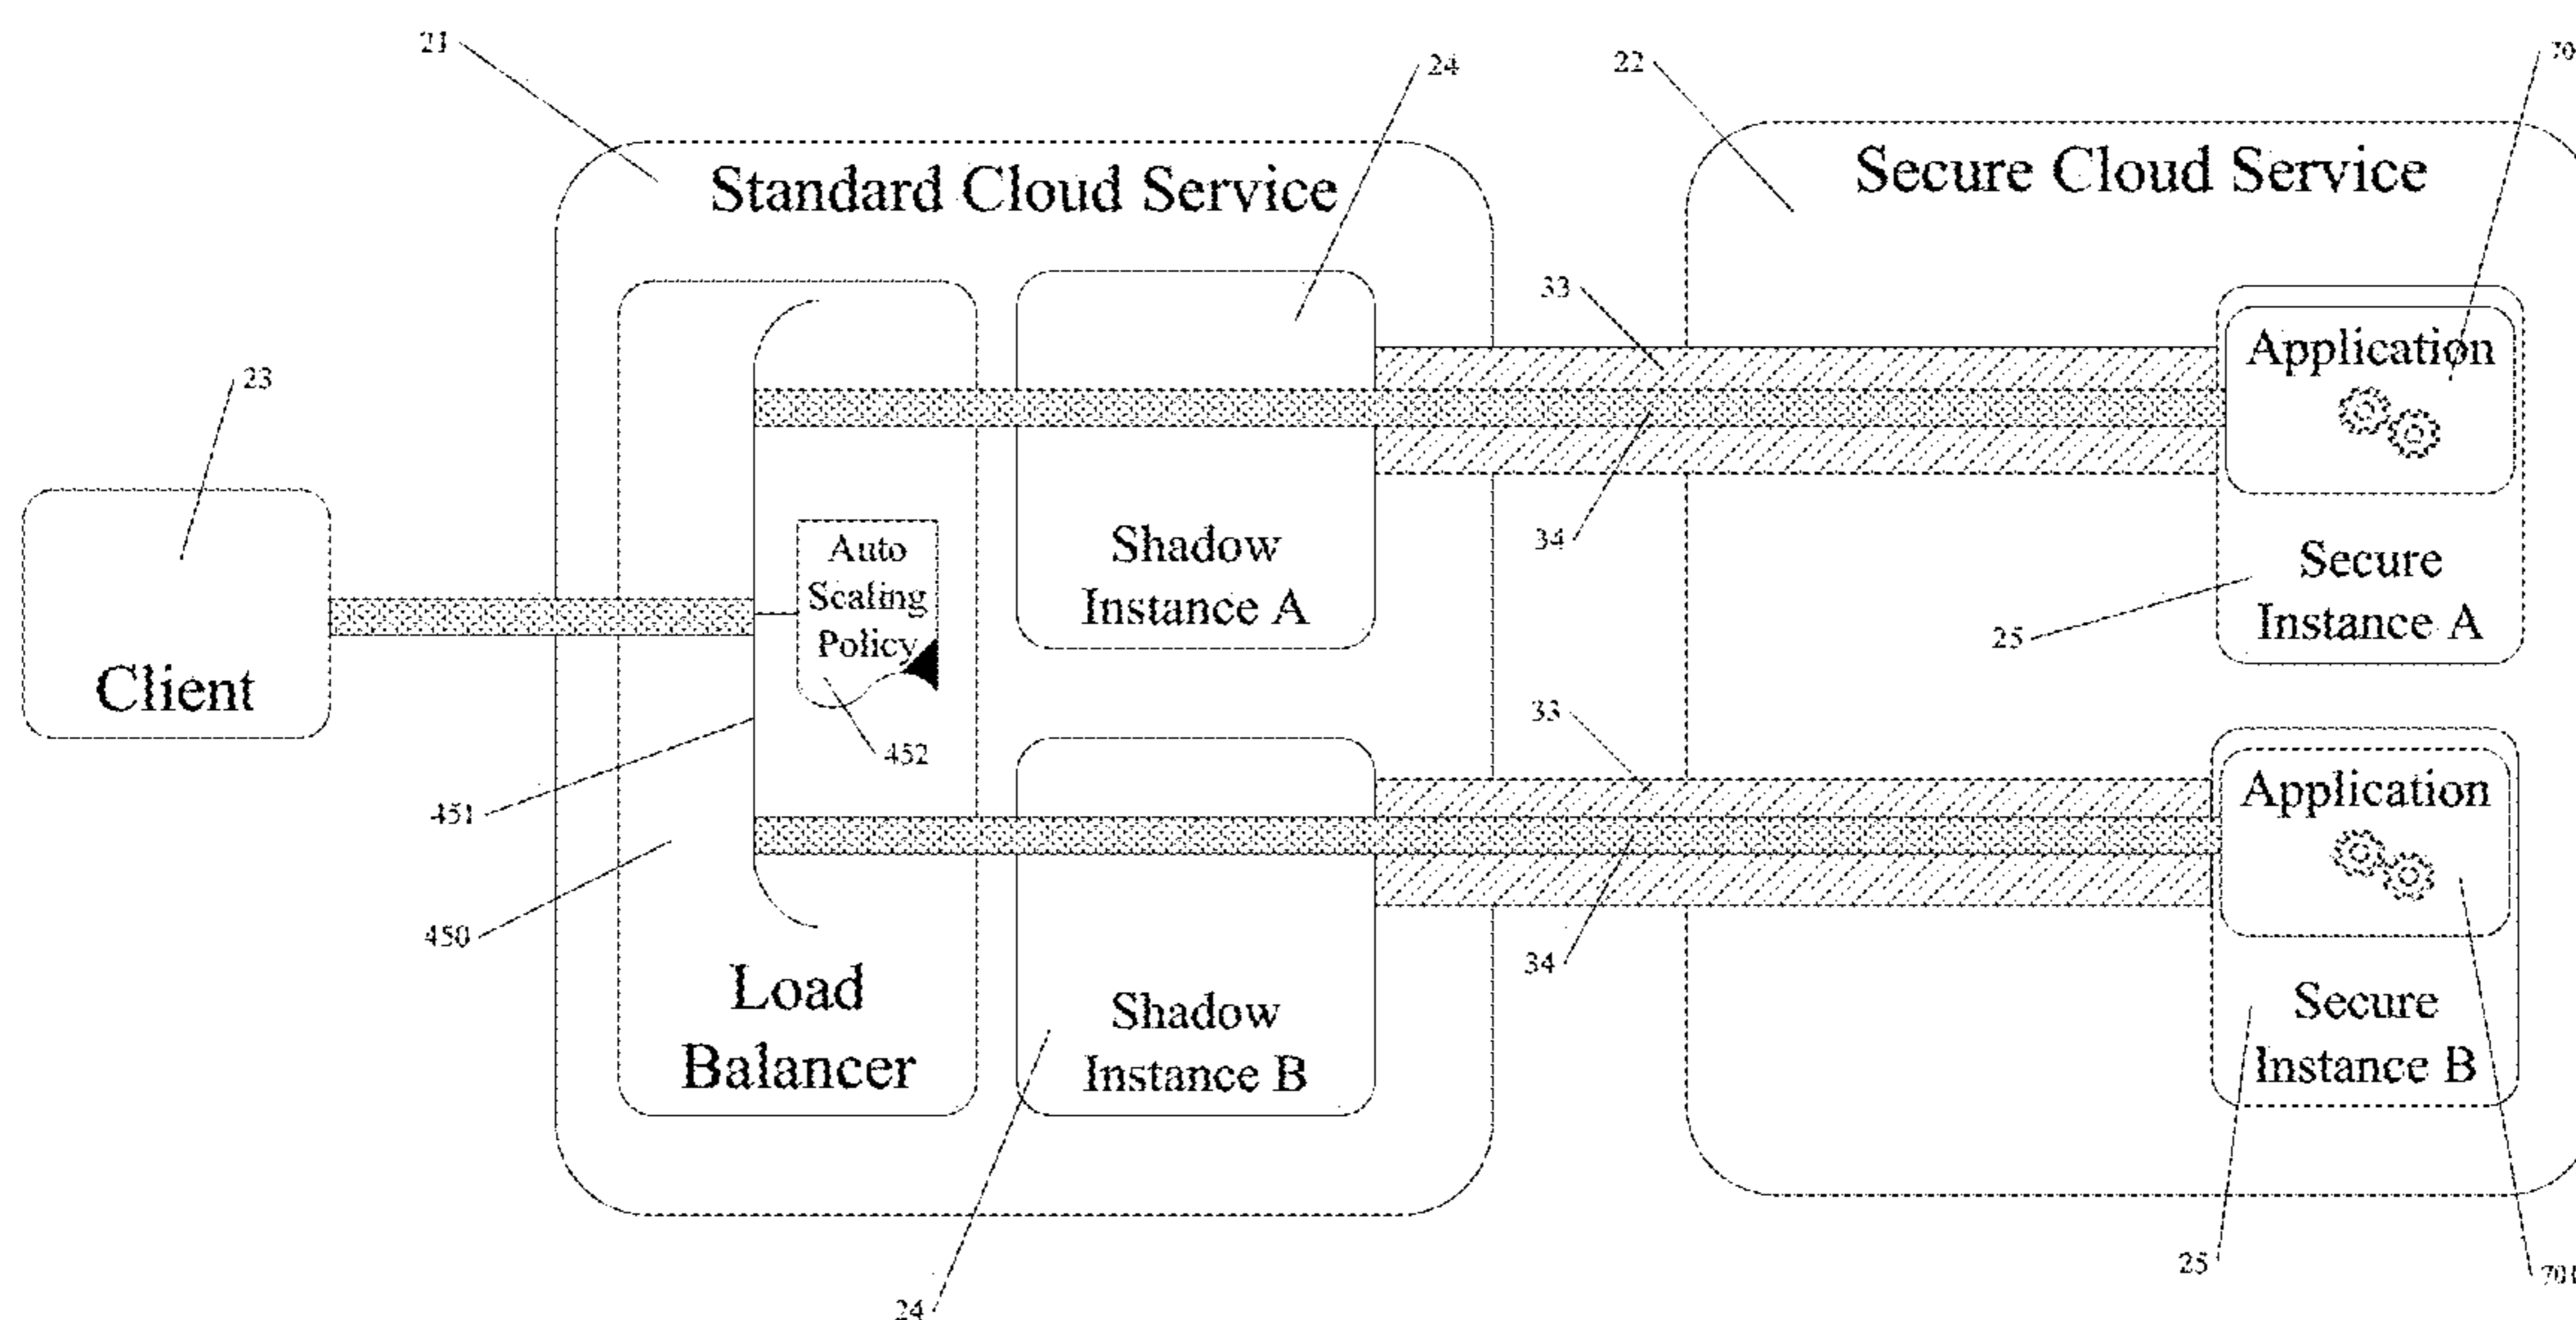 21
24
22
70
Standard Cloud Service
Secure Cloud Service
33
23
Application
34
Auto
Scaling
Policy
Shadow
Instance A
Secure
Instance A
25
Client
33
452
451
Application
450
34
Load
Balancer
Shadow
Instance B
Secure
Instance B
25
24